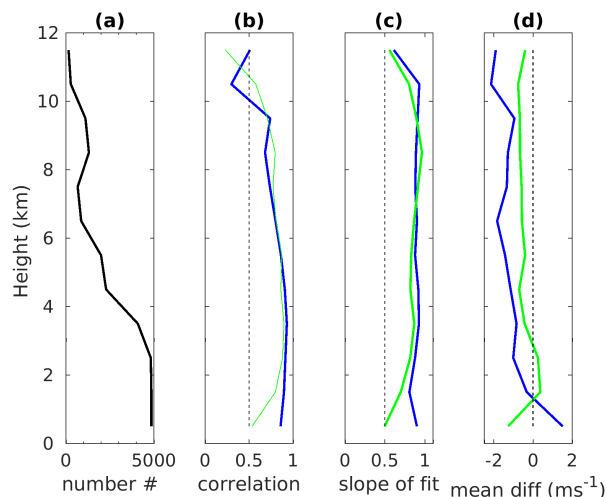 (a) (b) (c) (d)
12
10
8
6
4
2
0
Height (km)
0 5000 0 0.5 1 0 0.5 1 -2 0 2
number # correlation slope of fit mean diff (ms⁻¹)